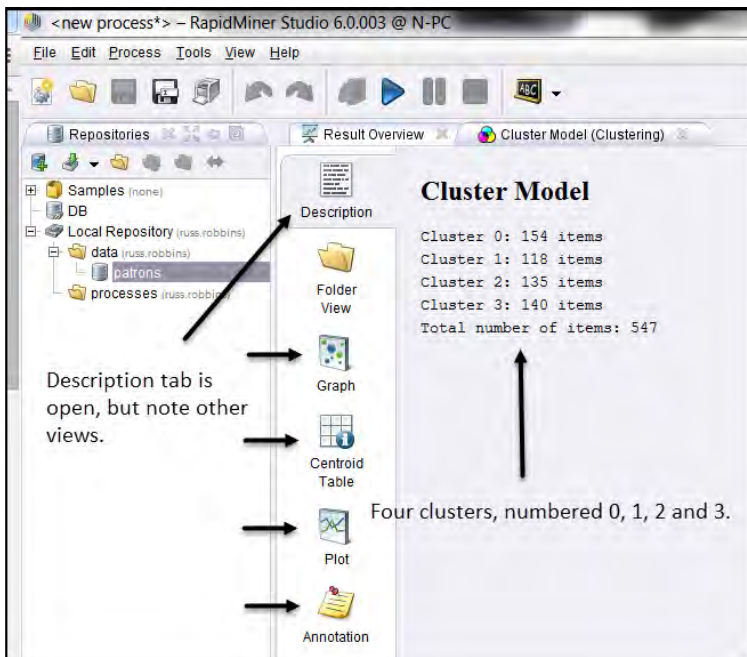 <new process*> – RapidMiner Studio 6.0.003 @ N-PC
File Edit Process Tools View Help
ABC
Repositories
Result Overview
Cluster Model (Clustering)
Samples (none)
DB
Local Repository (russ.robbins)
data (russ.robbins)
patrons
processes (russ.robbins)
Description
Folder
View
Graph
Centroid
Table
Plot
Annotation
Cluster Model
Cluster 0: 154 items
Cluster 1: 118 items
Cluster 2: 135 items
Cluster 3: 140 items
Total number of items: 547
Description tab is
open, but note other
views.
Four clusters, numbered 0, 1, 2 and 3.